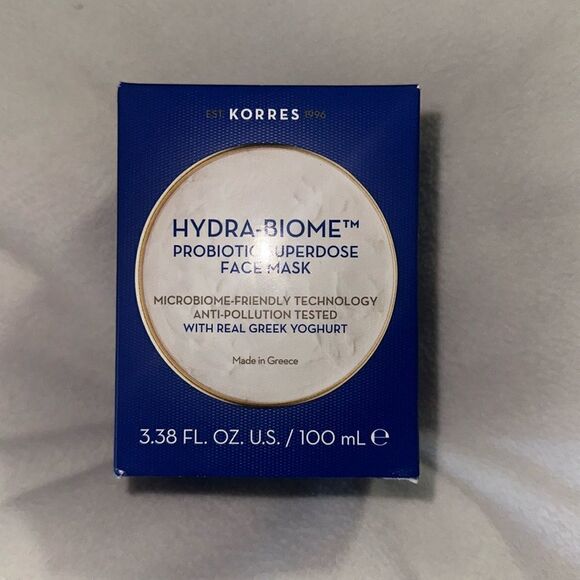 EST. KORRES 1996
HYDRA-BIOME™
PROBIOTIC SUPERDOSE
FACE MASK
MICROBIOME-FRIENDLY TECHNOLOGY
ANTI-POLLUTION TESTED
WITH REAL GREEK YOGHURT
Made in Greece
3.38 FL. OZ. U.S. / 100 mL ℮